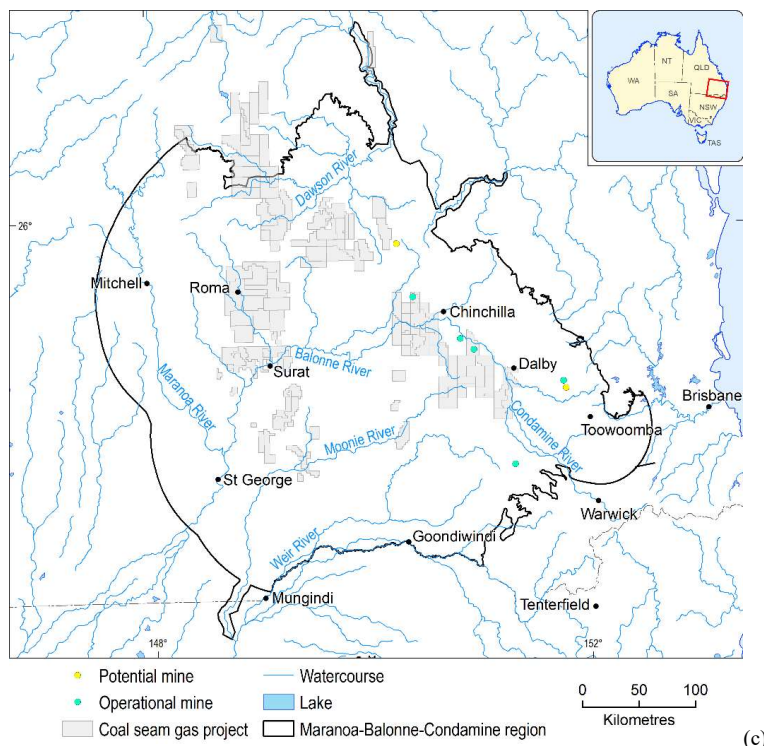 NT
QLD
WA
SA
NSW
VIC
TAS
Dawson River
26°
Mitchell
Roma
Chinchilla
Balonne River
Surat
Dalby
Maranoa River
Brisbane
Condamine River
Toowoomba
Moonie River
St George
Warwick
Weir River
Goondiwindi
Mungindi
Tenterfield
148°
152°
Potential mine
Watercourse
Operational mine
Lake
0 50 100
Coal seam gas project
Maranoa-Balonne-Condamine region
Kilometres
(c)